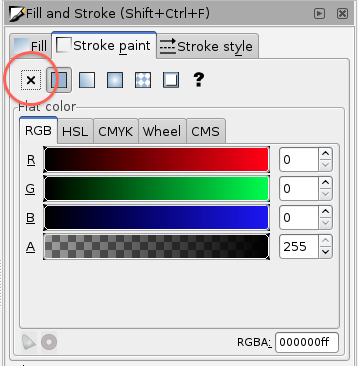 Fill and Stroke (Shift+Ctrl+F)
Fill Stroke paint Stroke style
?
Flat color
RGB HSL CMYK Wheel CMS
R 0
G 0
B 0
A 255
RGBA: 000000ff